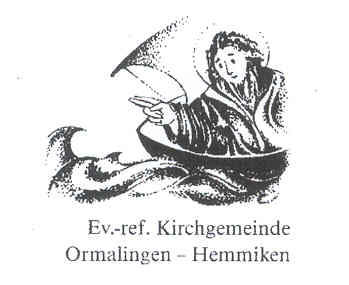 Ev.-ref. Kirchgemeinde
Ormalingen – Hemmiken